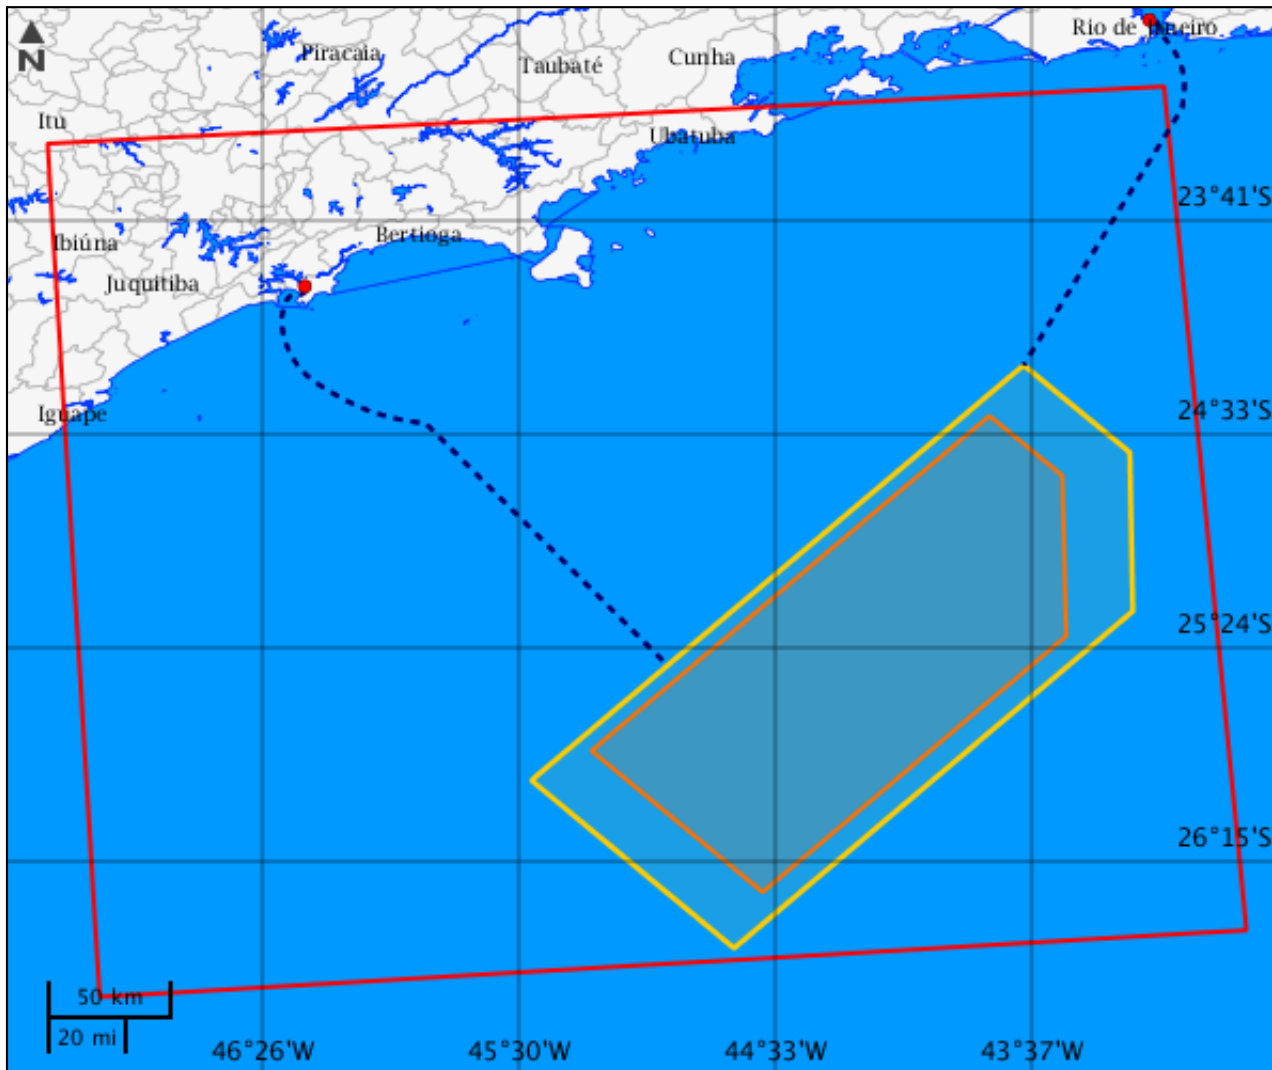 N
Piracaia
Taubaté
Cunha
Rio de Janeiro
Itú
Ubatuba
23°41'S
Ibiúna
Bertioga
Juquitiba
Iguape
24°33'S
25°24'S
26°15'S
50 km
20 mi
46°26'W
45°30'W
44°33'W
43°37'W